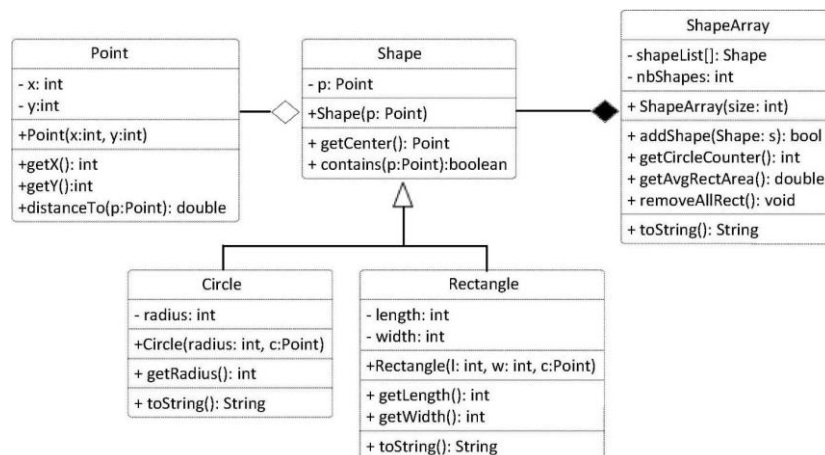 Point
- x: int
- y:int
+Point(x:int, y:int)
+getX(): int
+getY():int
+distanceTo(p:Point): double
Shape
- p: Point
+Shape(p: Point)
+ getCenter(): Point
+ contains(p:Point):boolean
ShapeArray
- shapeList[]: Shape
- nbShapes: int
+ ShapeArray(size: int)
+ addShape(Shape: s): bool
+ getCircleCounter(): int
+ getAvgRectArea(): double
+ removeAllRect(): void
+ toString(): String
Circle
- radius: int
+Circle(radius: int, c:Point)
+ getRadius(): int
+ toString(): String
Rectangle
- length: int
- width: int
+Rectangle(l: int, w: int, c:Point)
+ getLength(): int
+ getWidth(): int
+ toString(): String